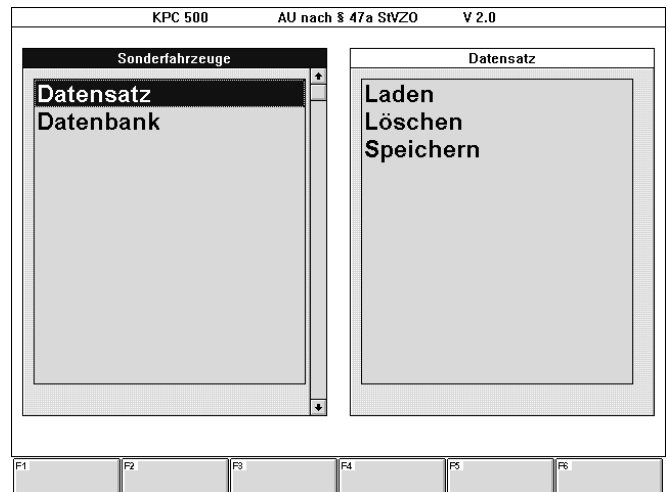 KPC 500 AU nach § 47a StVZO V 2.0
Sonderfahrzeuge
Datensatz
Datenbank
Datensatz
Laden
Löschen
Speichern
F1 F2 F3 F4 F5 F6